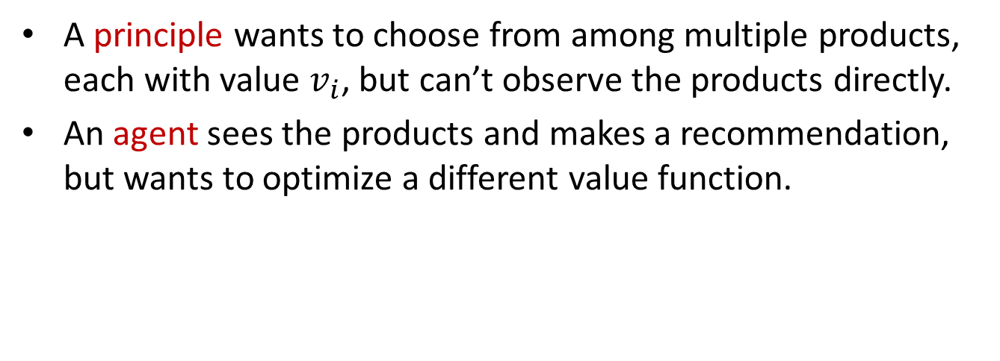 • A principle wants to choose from among multiple products,
each with value 𝑣𝑖, but can’t observe the products directly.
• An agent sees the products and makes a recommendation,
but wants to optimize a different value function.